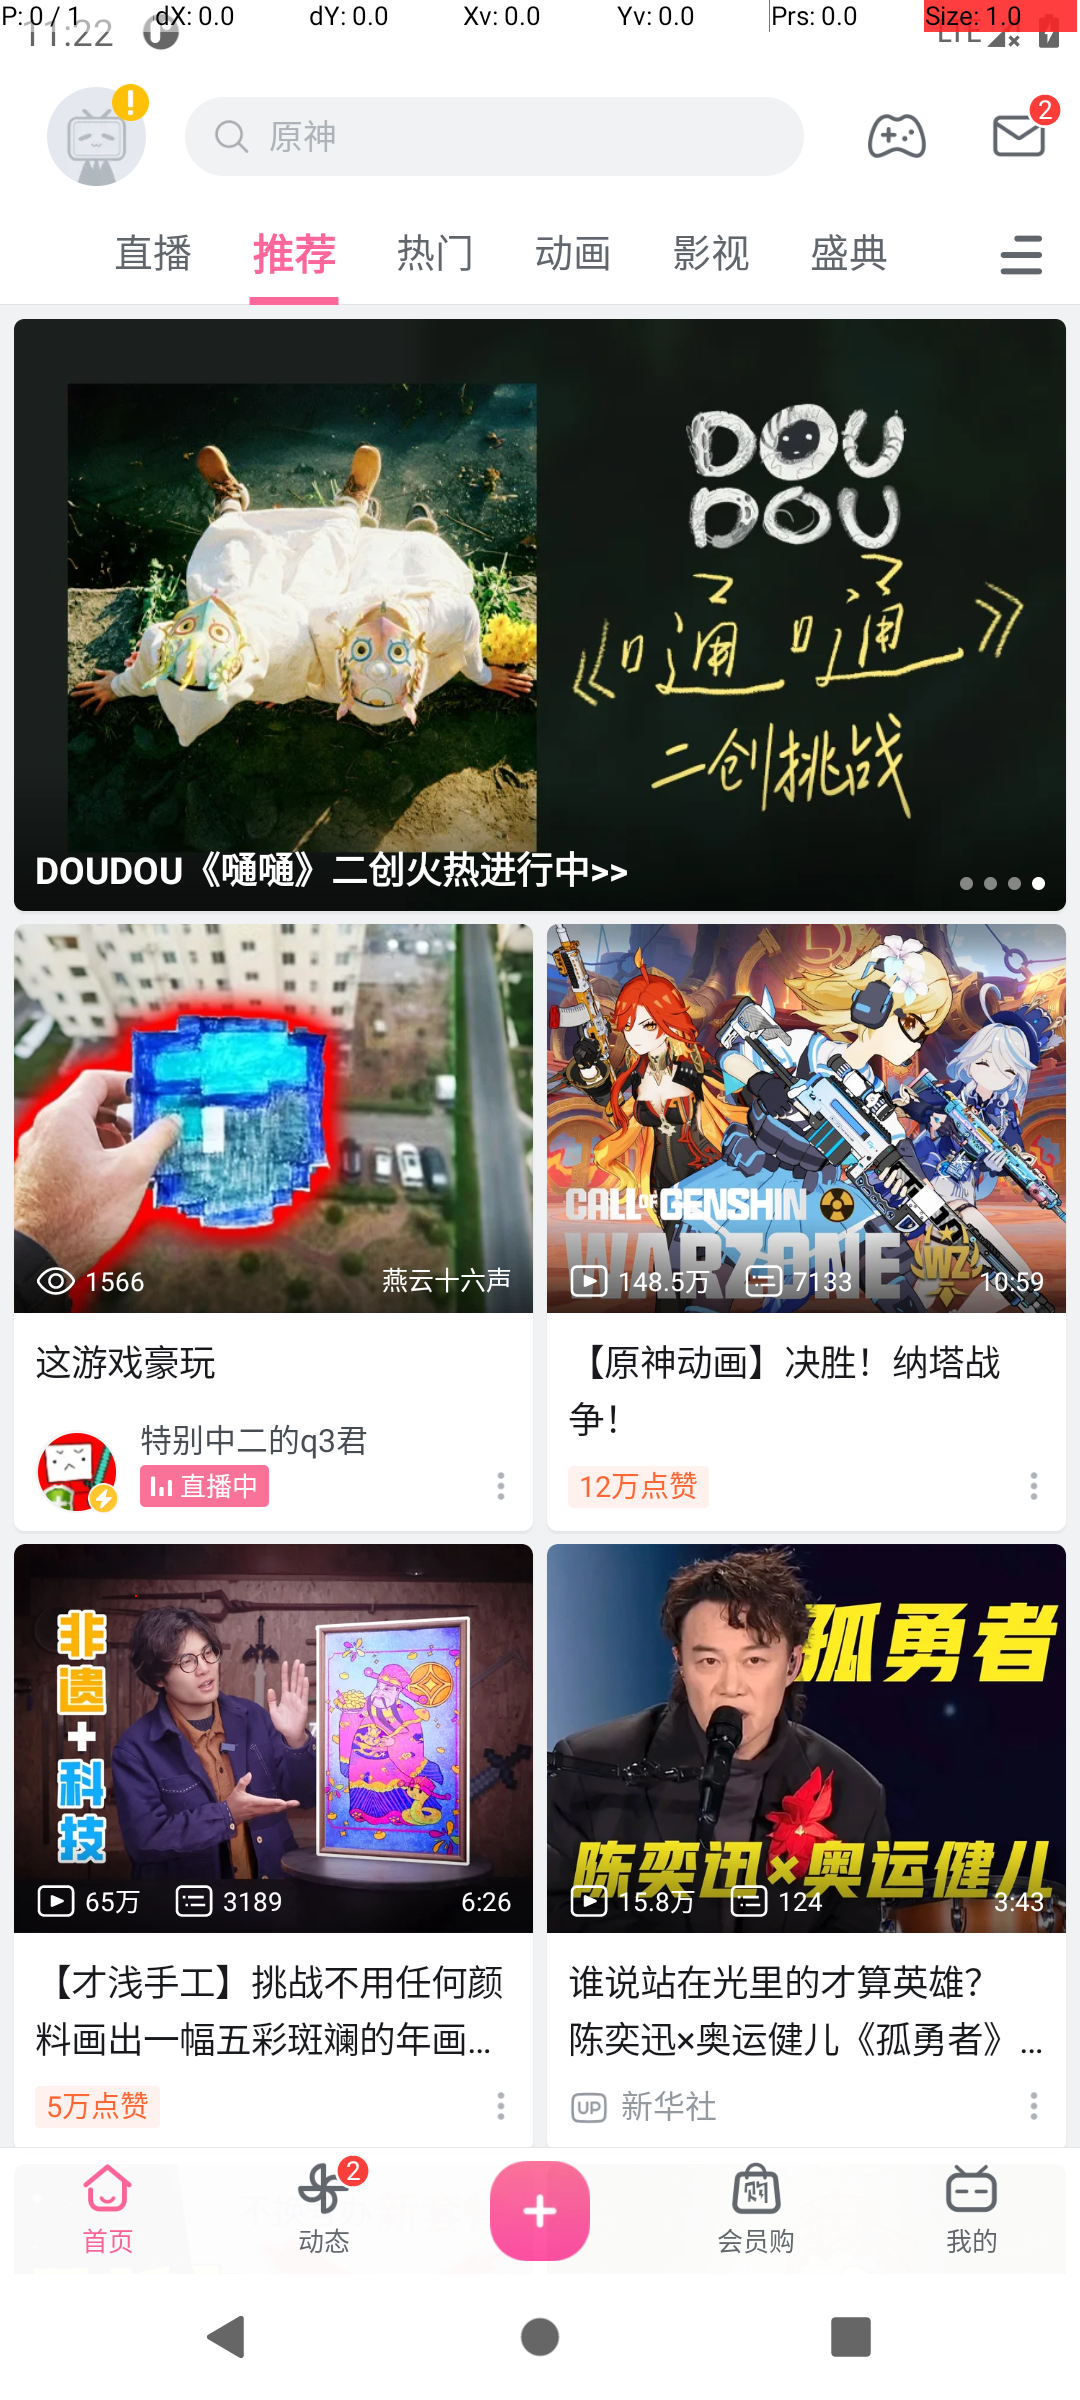 P: 0 / 1 dX: 0.0 dY: 0.0 Xv: 0.0 Yv: 0.0 Prs: 0.0 Size: 1.0
11:22 LTE
原神 2
直播 推荐 热门 动画 影视 盛典
DOU
DOU
《嗵嗵》
二创挑战
DOUDOU《嗵嗵》二创火热进行中>>
1566 燕云十六声
这游戏豪玩
特别中二的q3君
直播中
CALL OF GENSHIN
WARZONE WZ
148.5万 7133 10:59
【原神动画】决胜！纳塔战
争！
12万点赞
非遗+科技
65万 3189 6:26
【才浅手工】挑战不用任何颜
料画出一幅五彩斑斓的年画...
5万点赞
孤勇者
陈奕迅×奥运健儿
15.8万 124 3:43
谁说站在光里的才算英雄？
陈奕迅×奥运健儿《孤勇者》...
UP 新华社
2
购
首页 动态 会员购 我的